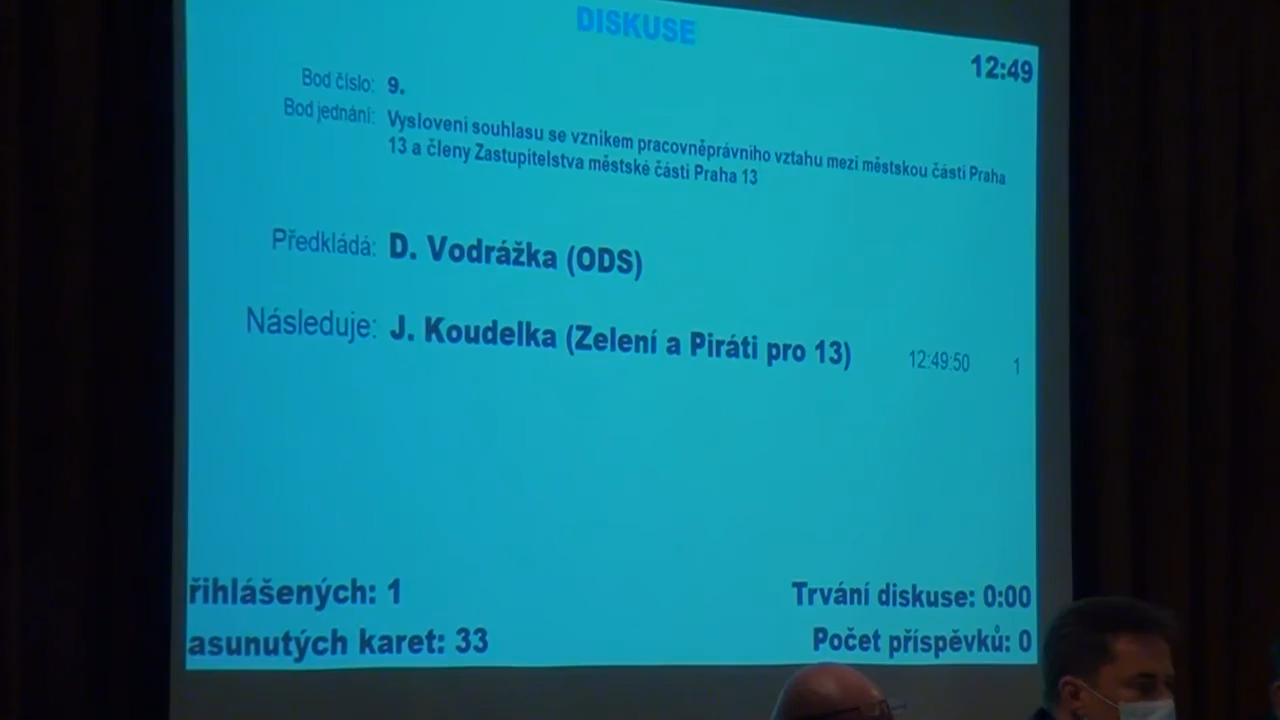 DISKUSE
12:49
Bod číslo: 9.
Bod jednání: Vyslovení souhlasu se vznikem pracovněprávního vztahu mezi městskou částí Praha
13 a členy Zastupitelstva městské části Praha 13
Předkládá: D. Vodrážka (ODS)
Následuje: J. Koudelka (Zelení a Piráti pro 13) 12:49:50 1
řihlášených: 1 Trvání diskuse: 0:00
asunutých karet: 33 Počet příspěvků: 0